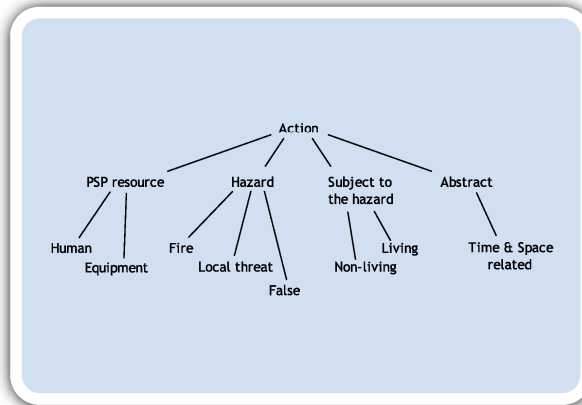 Action
PSP resource
Hazard
Subject to
the hazard
Abstract
Human
Equipment
Fire
Local threat
False
Non-living
Living
Time & Space
related